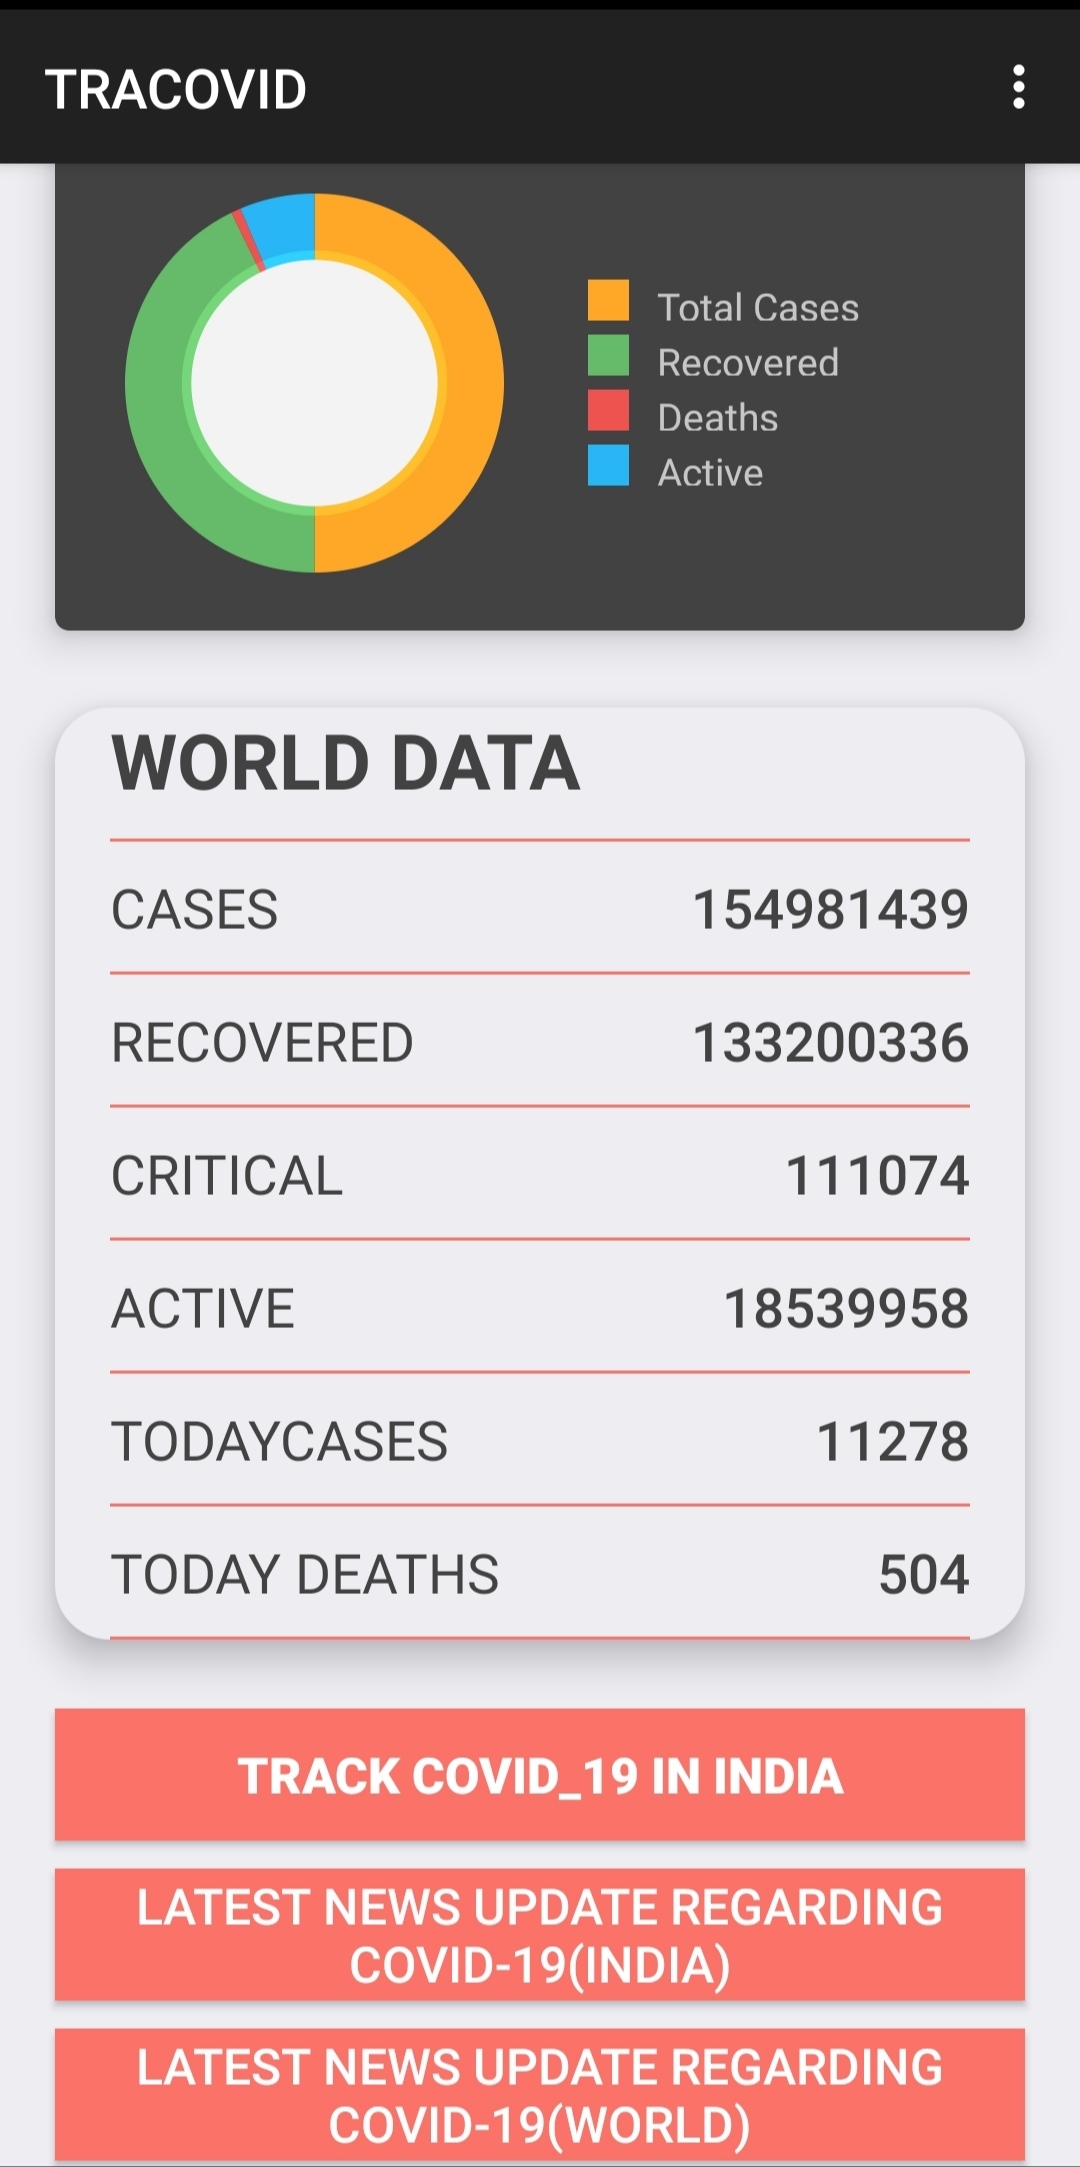 TRACOVID
Total Cases
Recovered
Deaths
Active
WORLD DATA
CASES 154981439
RECOVERED 133200336
CRITICAL 111074
ACTIVE 18539958
TODAYCASES 11278
TODAY DEATHS 504
TRACK COVID_19 IN INDIA
LATEST NEWS UPDATE REGARDING
COVID-19(INDIA)
LATEST NEWS UPDATE REGARDING
COVID-19(WORLD)